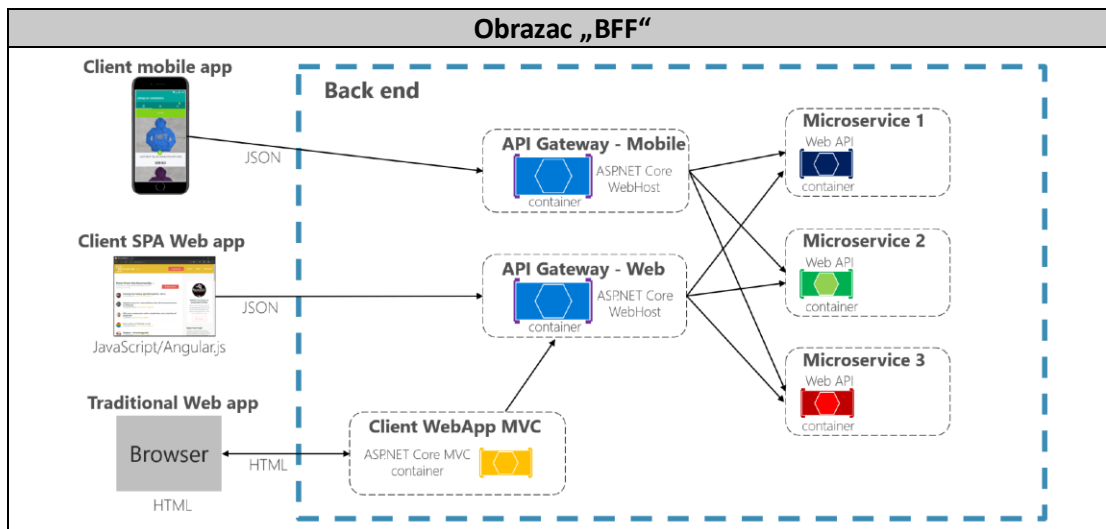 Obrazac „BFF“
Client mobile app
JSON
Client SPA Web app
JSON
JavaScript/Angular.js
Traditional Web app
Browser
HTML
HTML
Back end
API Gateway - Mobile
ASP.NET Core
WebHost
container
API Gateway - Web
ASP.NET Core
WebHost
container
Client WebApp MVC
ASP.NET Core MVC
container
Microservice 1
Web API
container
Microservice 2
Web API
container
Microservice 3
Web API
container